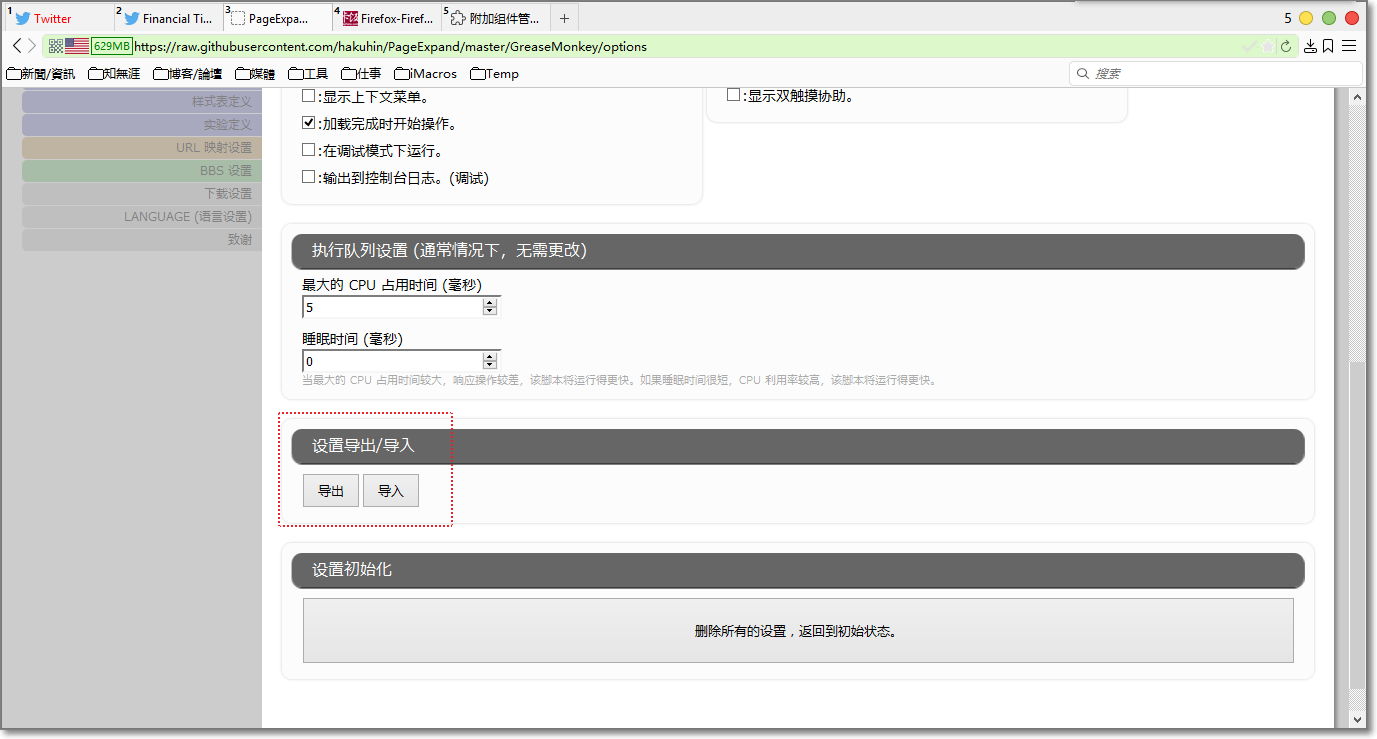 1 Twitter
2 Financial Ti...
3 PageExpa...
4 Firefox-Firef...
5 附加组件管...
5
629MB https://raw.githubusercontent.com/hakuhin/PageExpand/master/GreaseMonkey/options
新聞/資訊 知無涯 博客/論壇 媒體 工具 仕事 iMacros Temp
搜索
样式表定义
实验定义
URL 映射设置
BBS 设置
下载设置
LANGUAGE (语言设置)
致谢
:显示上下文菜单。
:加载完成时开始操作。
:在调试模式下运行。
:输出到控制台日志。(调试)
:显示双触摸协助。
执行队列设置 (通常情况下，无需更改)
最大的 CPU 占用时间 (毫秒)
5
睡眠时间 (毫秒)
0
当最大的 CPU 占用时间较大，响应操作较差，该脚本将运行得更快。如果睡眠时间很短，CPU 利用率较高，该脚本将运行得更快。
设置导出/导入
导出 导入
设置初始化
删除所有的设置，返回到初始状态。